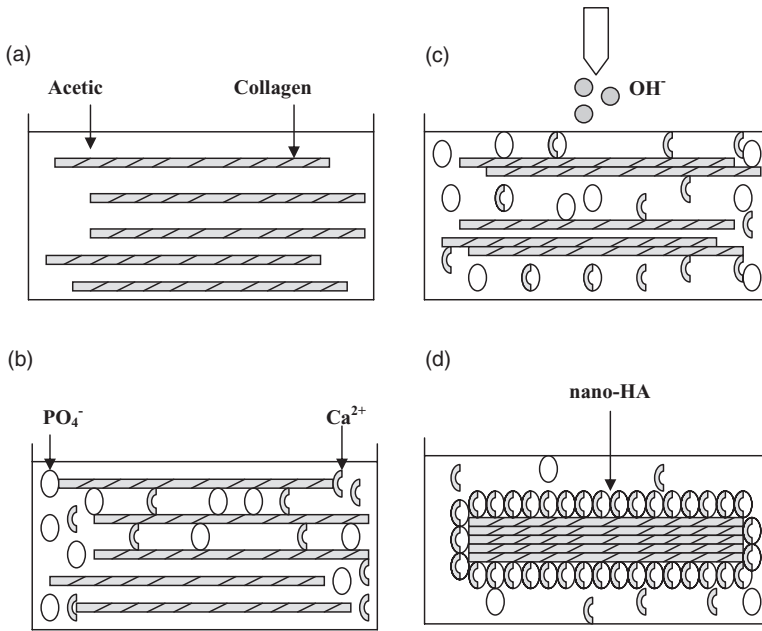 (a)
Acetic Collagen
(c)
OH⁻
(b)
PO₄⁻ Ca²⁺
(d)
nano-HA